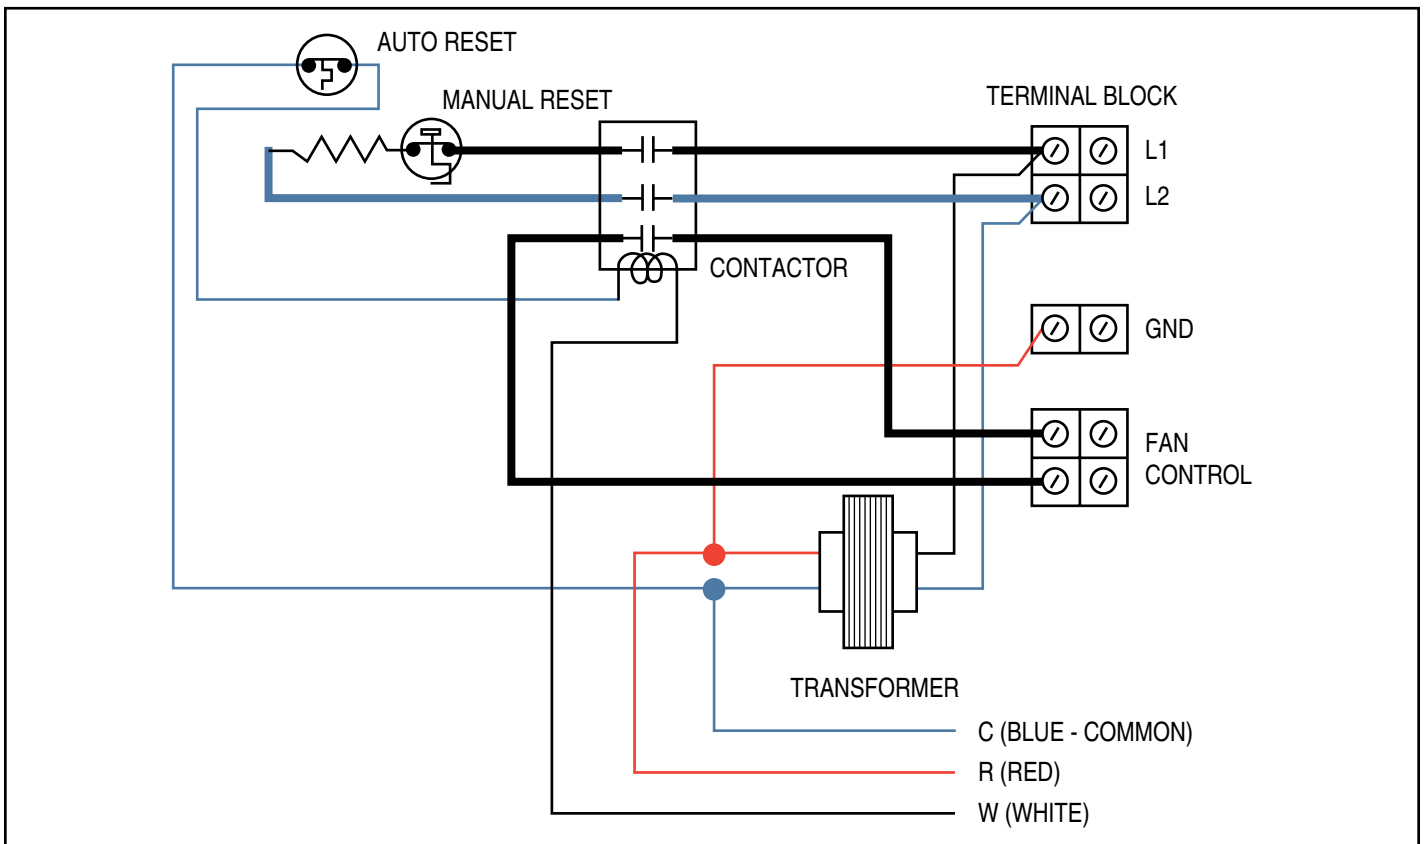 AUTO RESET
MANUAL RESET
TERMINAL BLOCK
L1
L2
CONTACTOR
GND
FAN
CONTROL
TRANSFORMER
C (BLUE - COMMON)
R (RED)
W (WHITE)